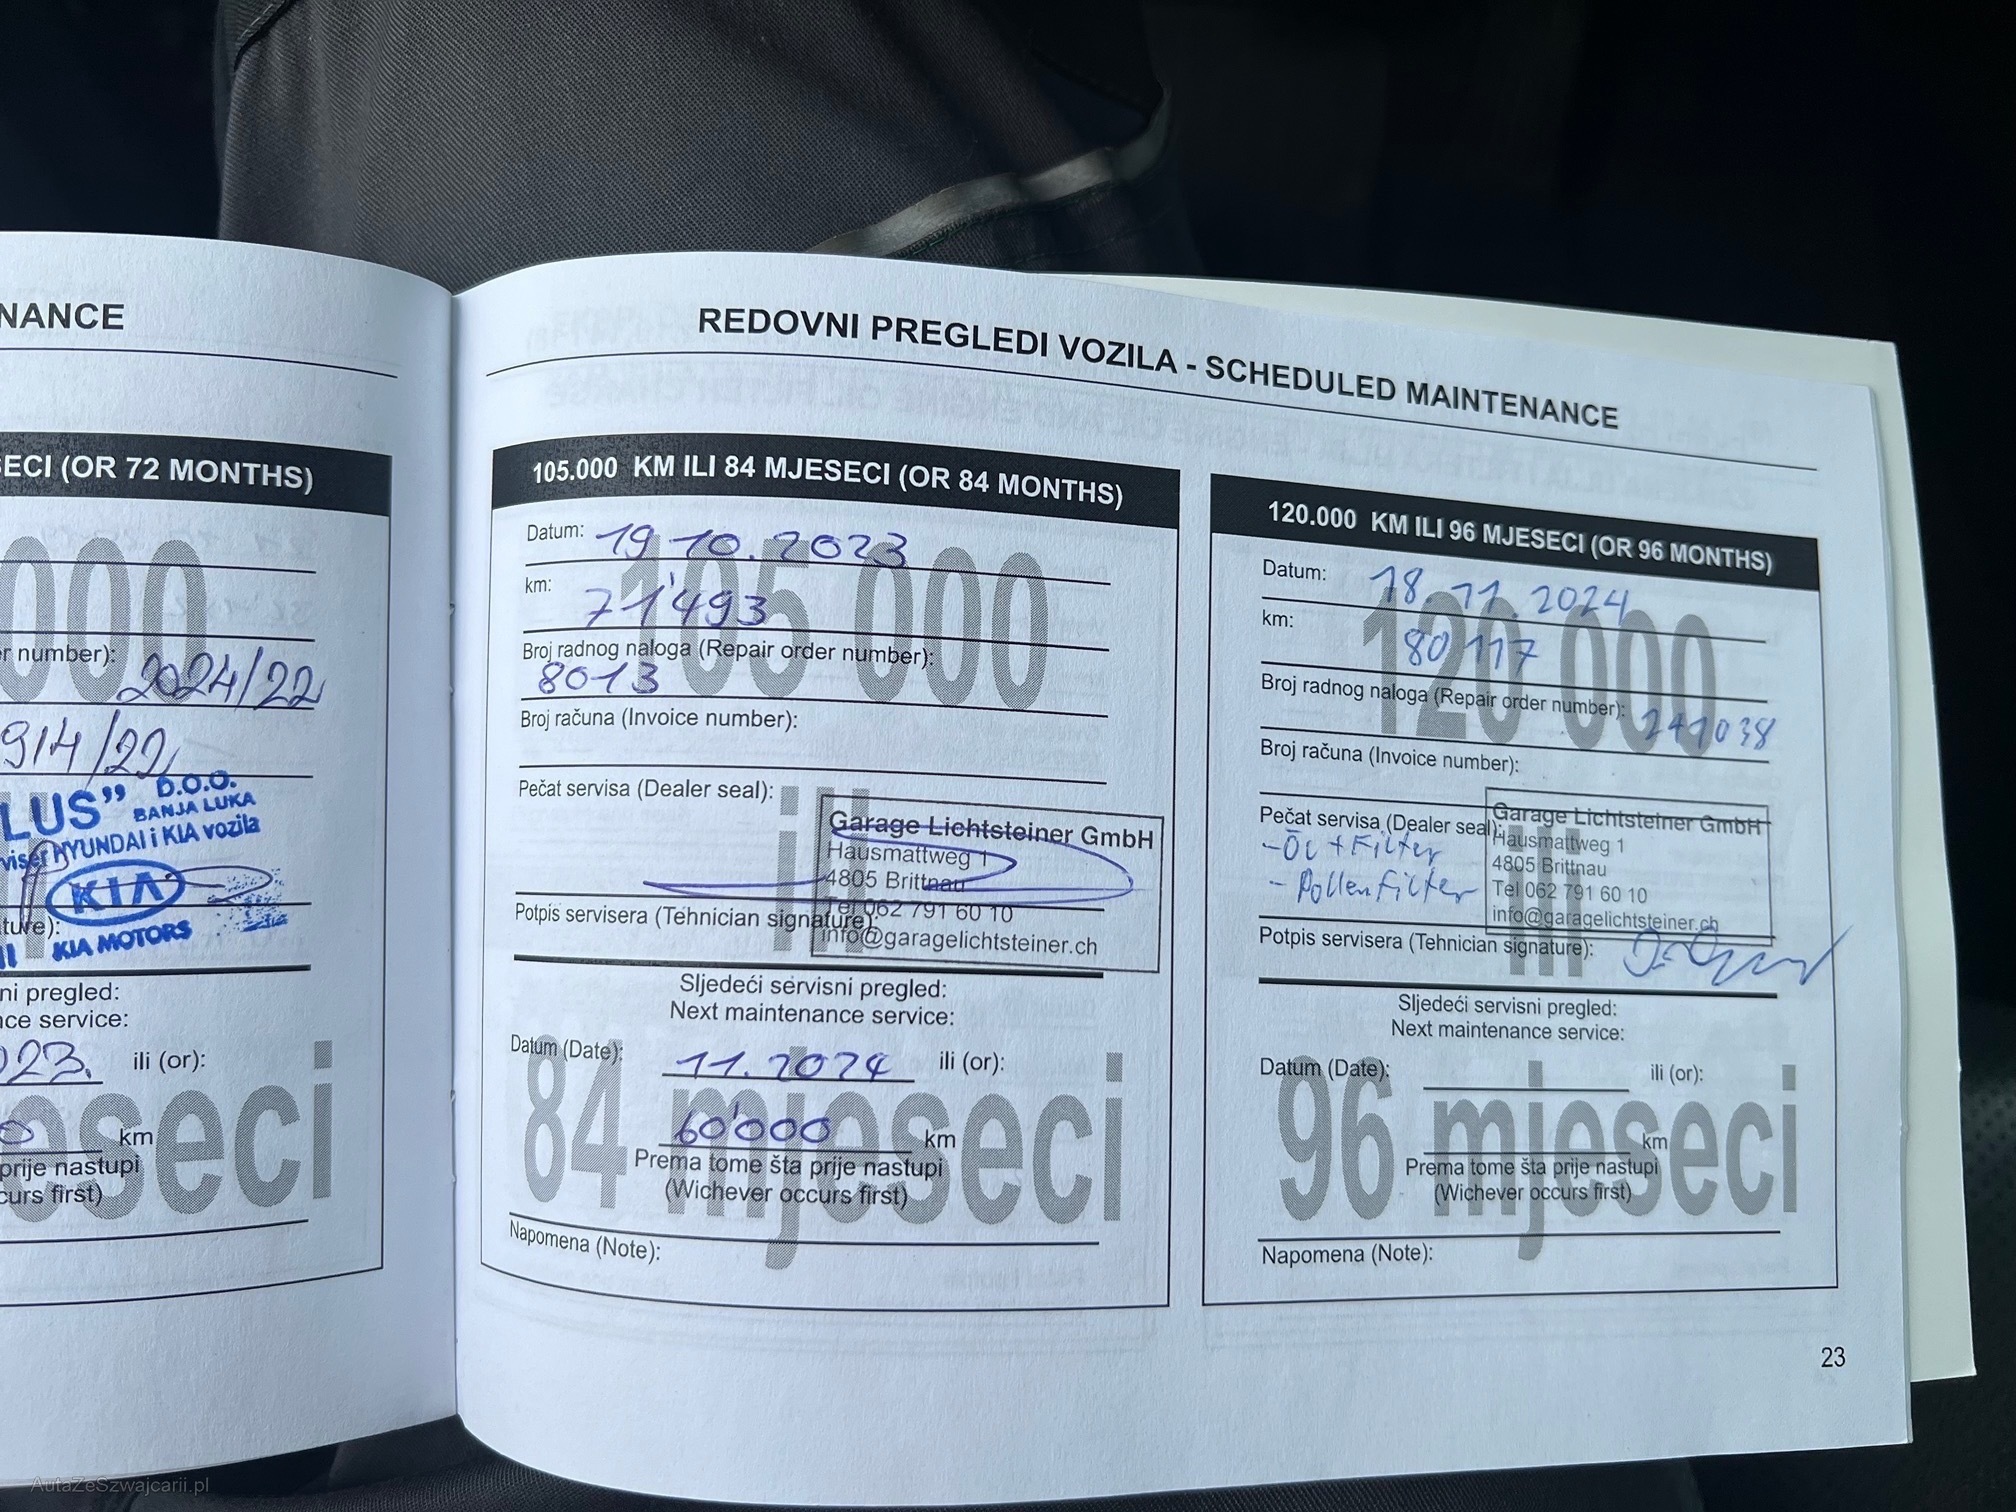 NANCE
ECI (OR 72 MONTHS)
000
r number): 2024/22
914/22
LUS” D.O.O.
BANJA LUKA
viser HYUNDAI i KIA vozila
KIA
KIA MOTORS
ture):
ni pregled:
nce service:
023. ili (or):
0 km
prije nastupi
curs first)
eseci
REDOVNI PREGLEDI VOZILA - SCHEDULED MAINTENANCE
105.000 KM ILI 84 MJESECI (OR 84 MONTHS)
105 000
Datum: 19 10. 2023
km: 71'493
Broj radnog naloga (Repair order number):
8013
Broj računa (Invoice number):
Pečat servisa (Dealer seal):
ili
Garage Lichtsteiner GmbH
Hausmattweg 1
4805 Brittnau
Tel 062 791 60 10
info@garagelichtsteiner.ch
Potpis servisera (Tehnician signature):
Sljedeći servisni pregled:
Next maintenance service:
Datum (Date): 11. 2024 ili (or):
60'000 km
84 mjeseci
Prema tome šta prije nastupi
(Wichever occurs first)
Napomena (Note):
120.000 KM ILI 96 MJESECI (OR 96 MONTHS)
120 000
Datum: 18. 11. 2024
km: 80 117
Broj radnog naloga (Repair order number): 241038
Broj računa (Invoice number):
Pečat servisa (Dealer seal):
ili
- Öl + Filter
- Pollenfilter
Garage Lichtsteiner GmbH
Hausmattweg 1
4805 Brittnau
Tel 062 791 60 10
info@garagelichtsteiner.ch
Potpis servisera (Tehnician signature):
Sljedeći servisni pregled:
Next maintenance service:
Datum (Date): ili (or):
km
96 mjeseci
Prema tome šta prije nastupi
(Wichever occurs first)
Napomena (Note):
23
AutaZeSzwajcarii.pl